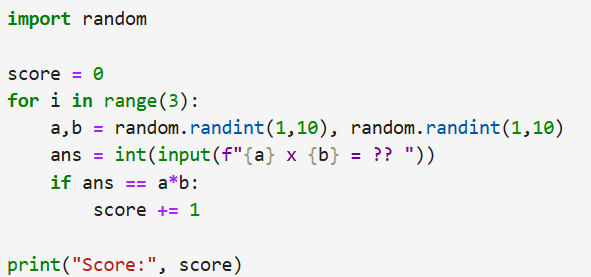 import random

score = 0
for i in range(3):
    a,b = random.randint(1,10), random.randint(1,10)
    ans = int(input(f"{a} x {b} = ?? "))
    if ans == a*b:
        score += 1

print("Score:", score)